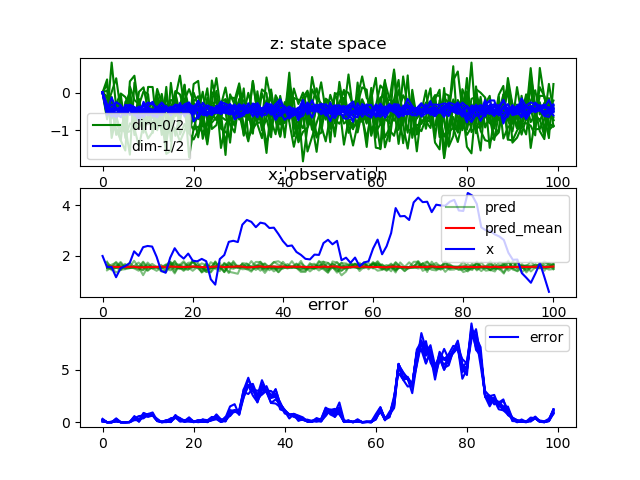 z: state space
0
−1
dim-0/2
dim-1/2
0 20 40 60 80 100
x: observation
4
2
pred
pred_mean
x
0 20 40 60 80 100
error
5
0
error
0 20 40 60 80 100